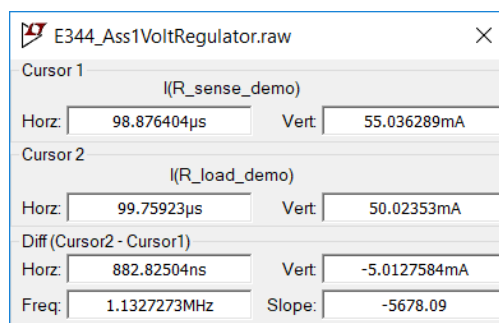 E344_Ass1VoltRegulator.raw
Cursor 1
I(R_sense_demo)
Horz: 98.876404µs Vert: 55.036289mA
Cursor 2
I(R_load_demo)
Horz: 99.75923µs Vert: 50.02353mA
Diff (Cursor2 - Cursor1)
Horz: 882.82504ns Vert: -5.0127584mA
Freq: 1.1327273MHz Slope: -5678.09